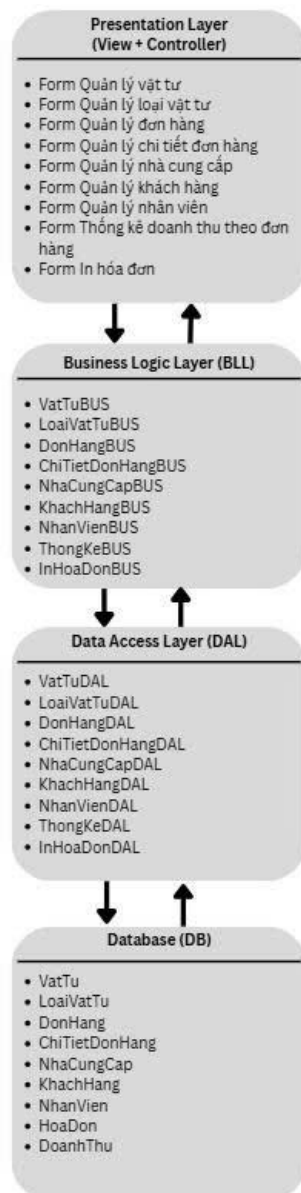 Presentation Layer
(View + Controller)
• Form Quản lý vật tư
• Form Quản lý loại vật tư
• Form Quản lý đơn hàng
• Form Quản lý chi tiết đơn hàng
• Form Quản lý nhà cung cấp
• Form Quản lý khách hàng
• Form Quản lý nhân viên
• Form Thống kê doanh thu theo đơn
hàng
• Form In hóa đơn
Business Logic Layer (BLL)
• VatTuBUS
• LoaiVatTuBUS
• DonHangBUS
• ChiTietDonHangBUS
• NhaCungCapBUS
• KhachHangBUS
• NhanVienBUS
• ThongKeBUS
• InHoaDonBUS
Data Access Layer (DAL)
• VatTuDAL
• LoaiVatTuDAL
• DonHangDAL
• ChiTietDonHangDAL
• NhaCungCapDAL
• KhachHangDAL
• NhanVienDAL
• ThongKeDAL
• InHoaDonDAL
Database (DB)
• VatTu
• LoaiVatTu
• DonHang
• ChiTietDonHang
• NhaCungCap
• KhachHang
• NhanVien
• HoaDon
• DoanhThu